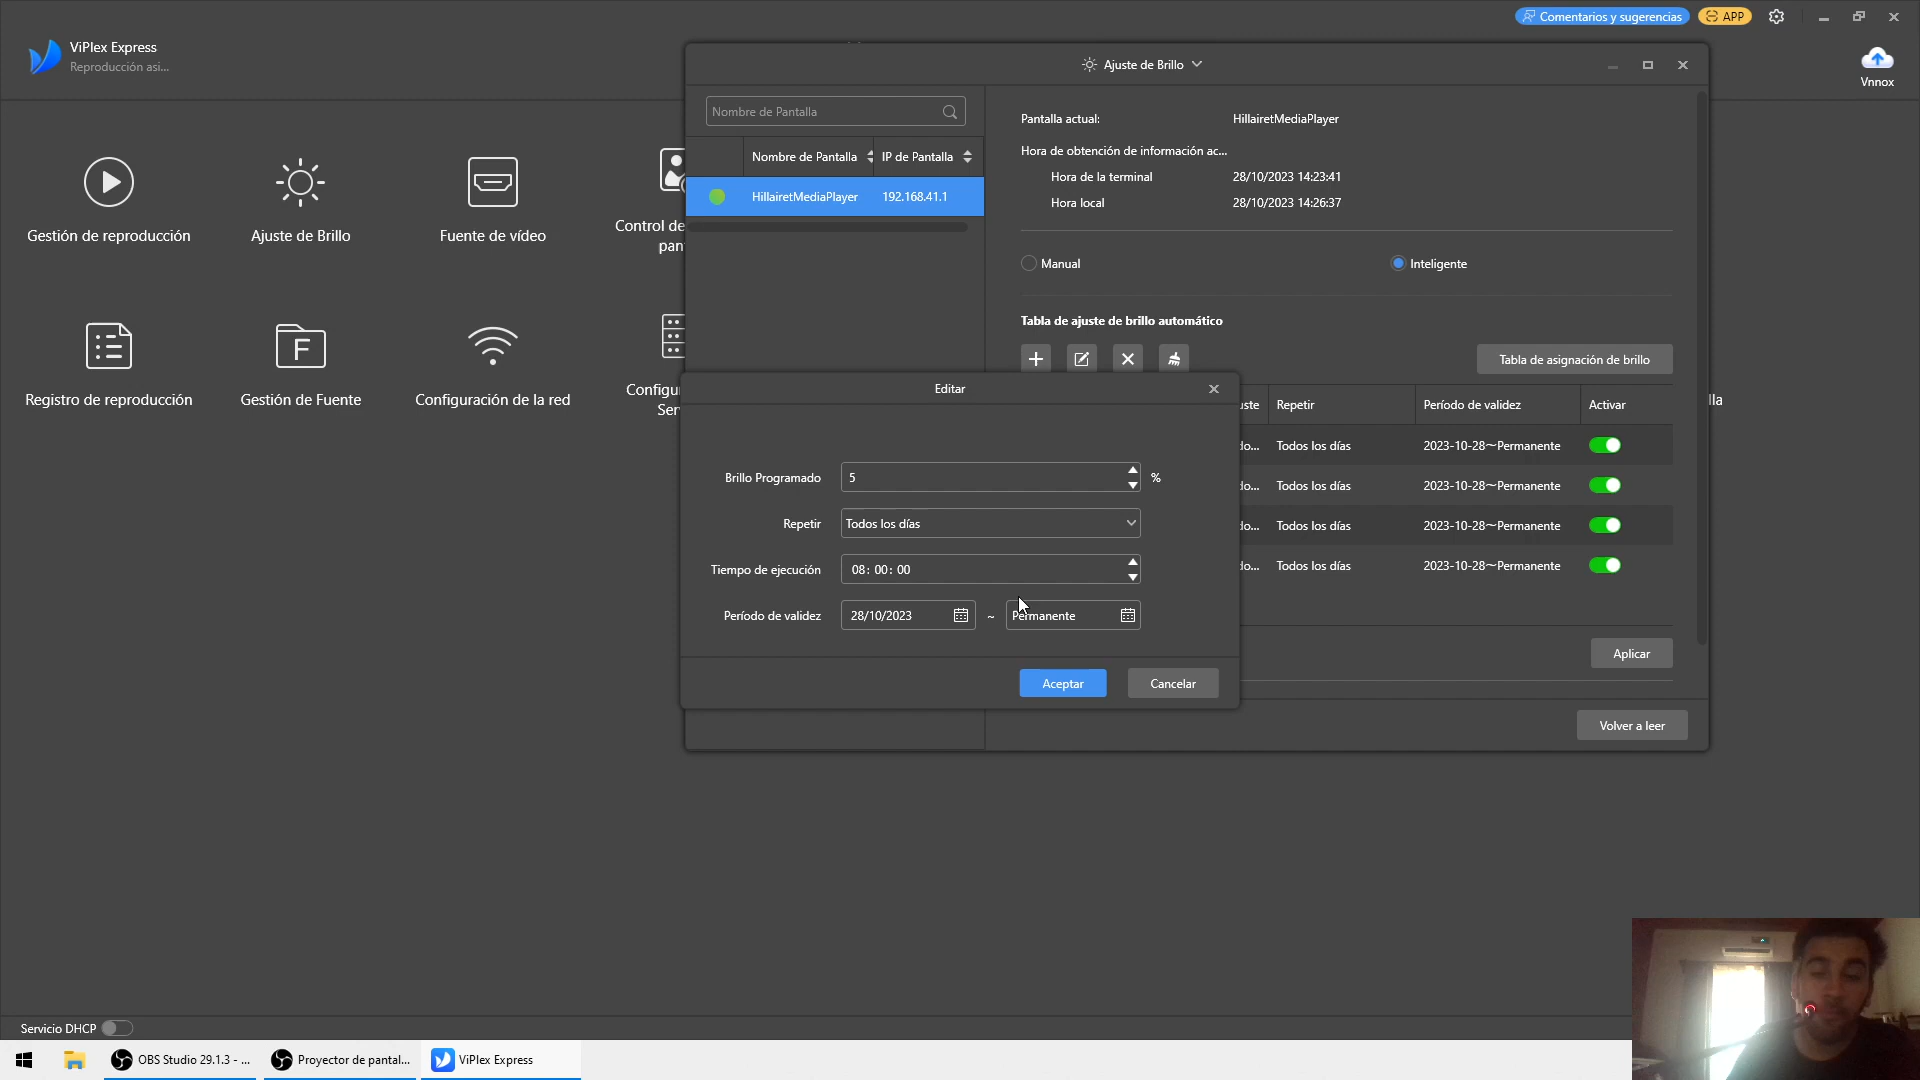 Comentarios y sugerencias
APP
ViPlex Express
Reproducción asi...
Vnnox
Ajuste de Brillo
Nombre de Pantalla
Nombre de Pantalla
IP de Pantalla
HillairetMediaPlayer
192.168.41.1
Pantalla actual:
HillairetMediaPlayer
Hora de obtención de información ac...
Hora de la terminal
28/10/2023 14:23:41
Hora local
28/10/2023 14:26:37
Manual
Inteligente
Tabla de ajuste de brillo automático
Tabla de asignación de brillo
Gestión de reproducción
Ajuste de Brillo
Fuente de vídeo
Control de
pan
Registro de reproducción
F
Gestión de Fuente
Configuración de la red
Configu
Ser
lla
uste
Repetir
Período de validez
Activar
do...
Todos los días
2023-10-28~Permanente
do...
Todos los días
2023-10-28~Permanente
do...
Todos los días
2023-10-28~Permanente
do...
Todos los días
2023-10-28~Permanente
Editar
Brillo Programado
5
%
Repetir
Todos los días
Tiempo de ejecución
08: 00: 00
Período de validez
28/10/2023
~
Permanente
Aceptar
Cancelar
Aplicar
Volver a leer
Servicio DHCP
OBS Studio 29.1.3 - ...
Proyector de pantal...
ViPlex Express